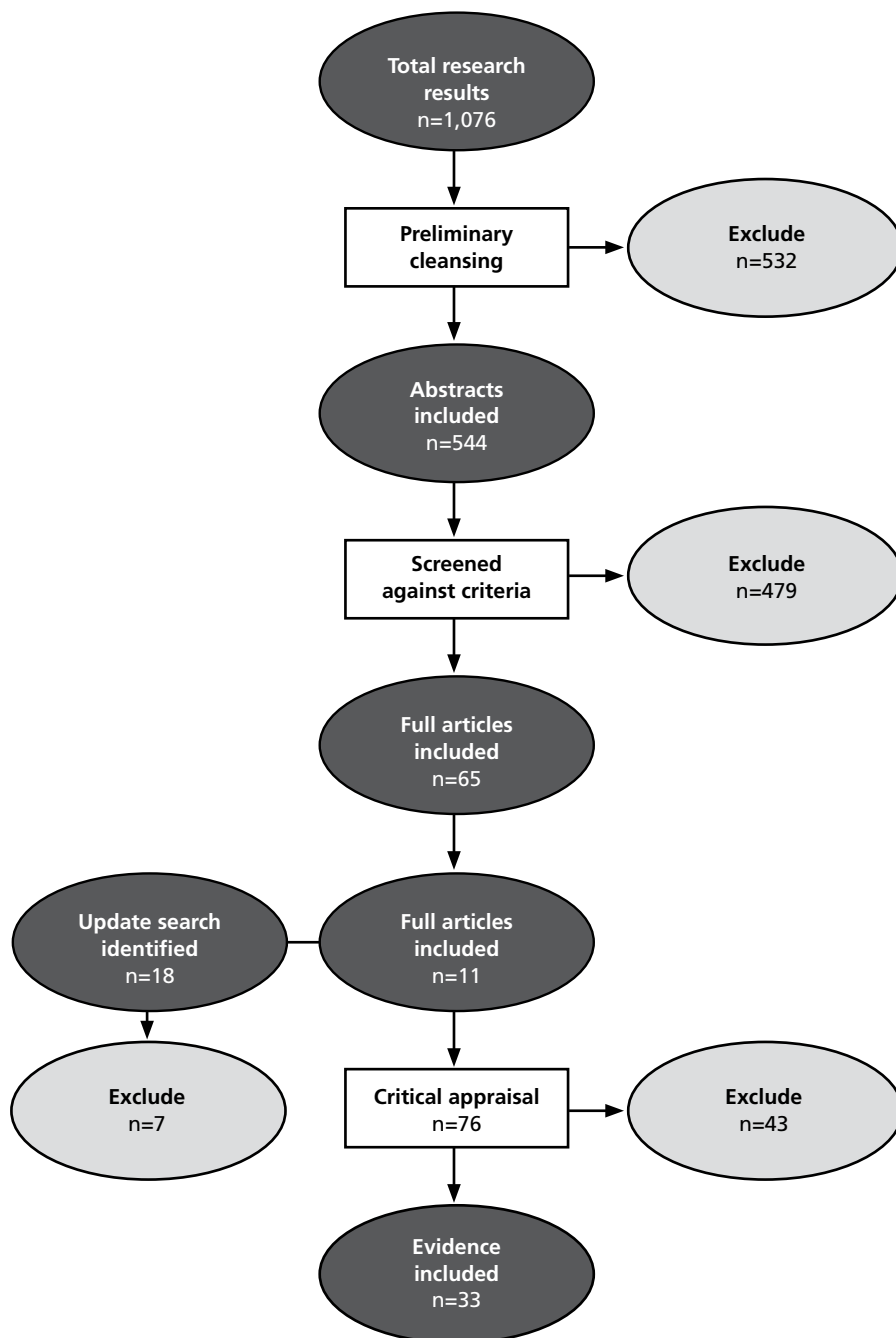 Total research
results
n=1,076
Preliminary
cleansing
Exclude
n=532
Abstracts
included
n=544
Screened
against criteria
Exclude
n=479
Full articles
included
n=65
Update search
identified
n=18
Full articles
included
n=11
Exclude
n=7
Critical appraisal
n=76
Exclude
n=43
Evidence
included
n=33